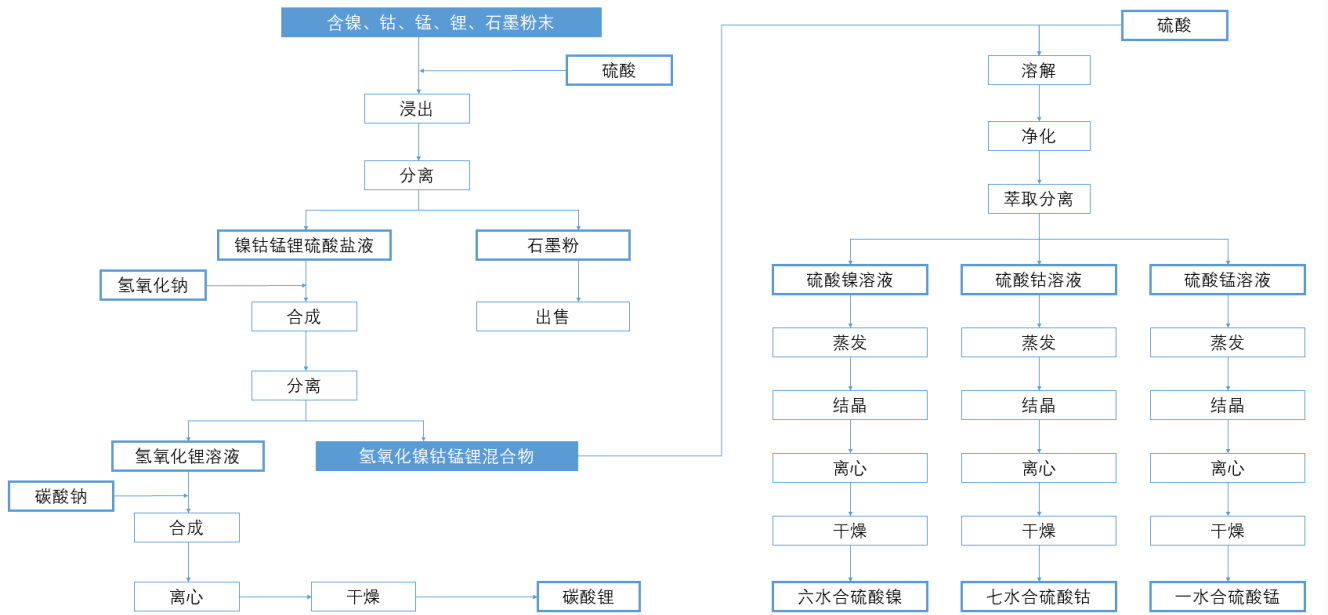 含镍、钴、锰、锂、石墨粉末
硫酸
浸出
分离
镍钴锰锂硫酸盐液
石墨粉
氢氧化钠
合成
出售
分离
氢氧化锂溶液
氢氧化镍钴锰锂混合物
碳酸钠
合成
离心
干燥
碳酸锂
硫酸
溶解
净化
萃取分离
硫酸镍溶液
硫酸钴溶液
硫酸锰溶液
蒸发
蒸发
蒸发
结晶
结晶
结晶
离心
离心
离心
干燥
干燥
干燥
六水合硫酸镍
七水合硫酸钴
一水合硫酸锰